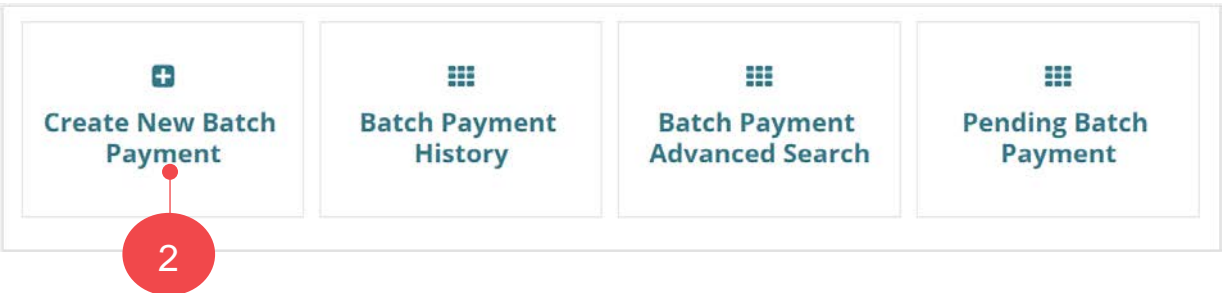 Create New Batch
Payment
Batch Payment
History
Batch Payment
Advanced Search
Pending Batch
Payment
2